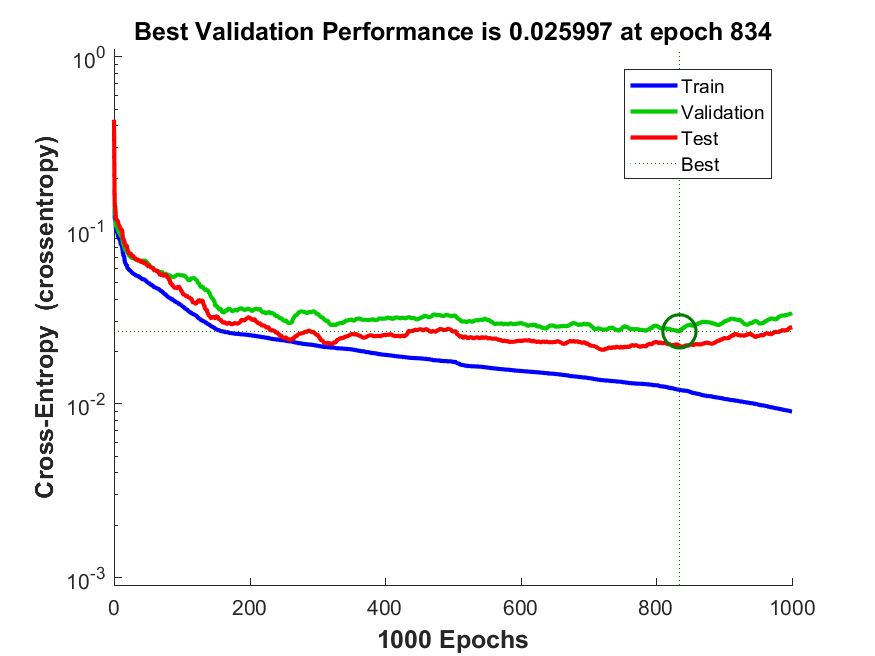 Best Validation Performance is 0.025997 at epoch 834
Cross-Entropy (crossentropy)
10^0
10^-1
10^-2
10^-3
Train
Validation
Test
Best
0 200 400 600 800 1000
1000 Epochs